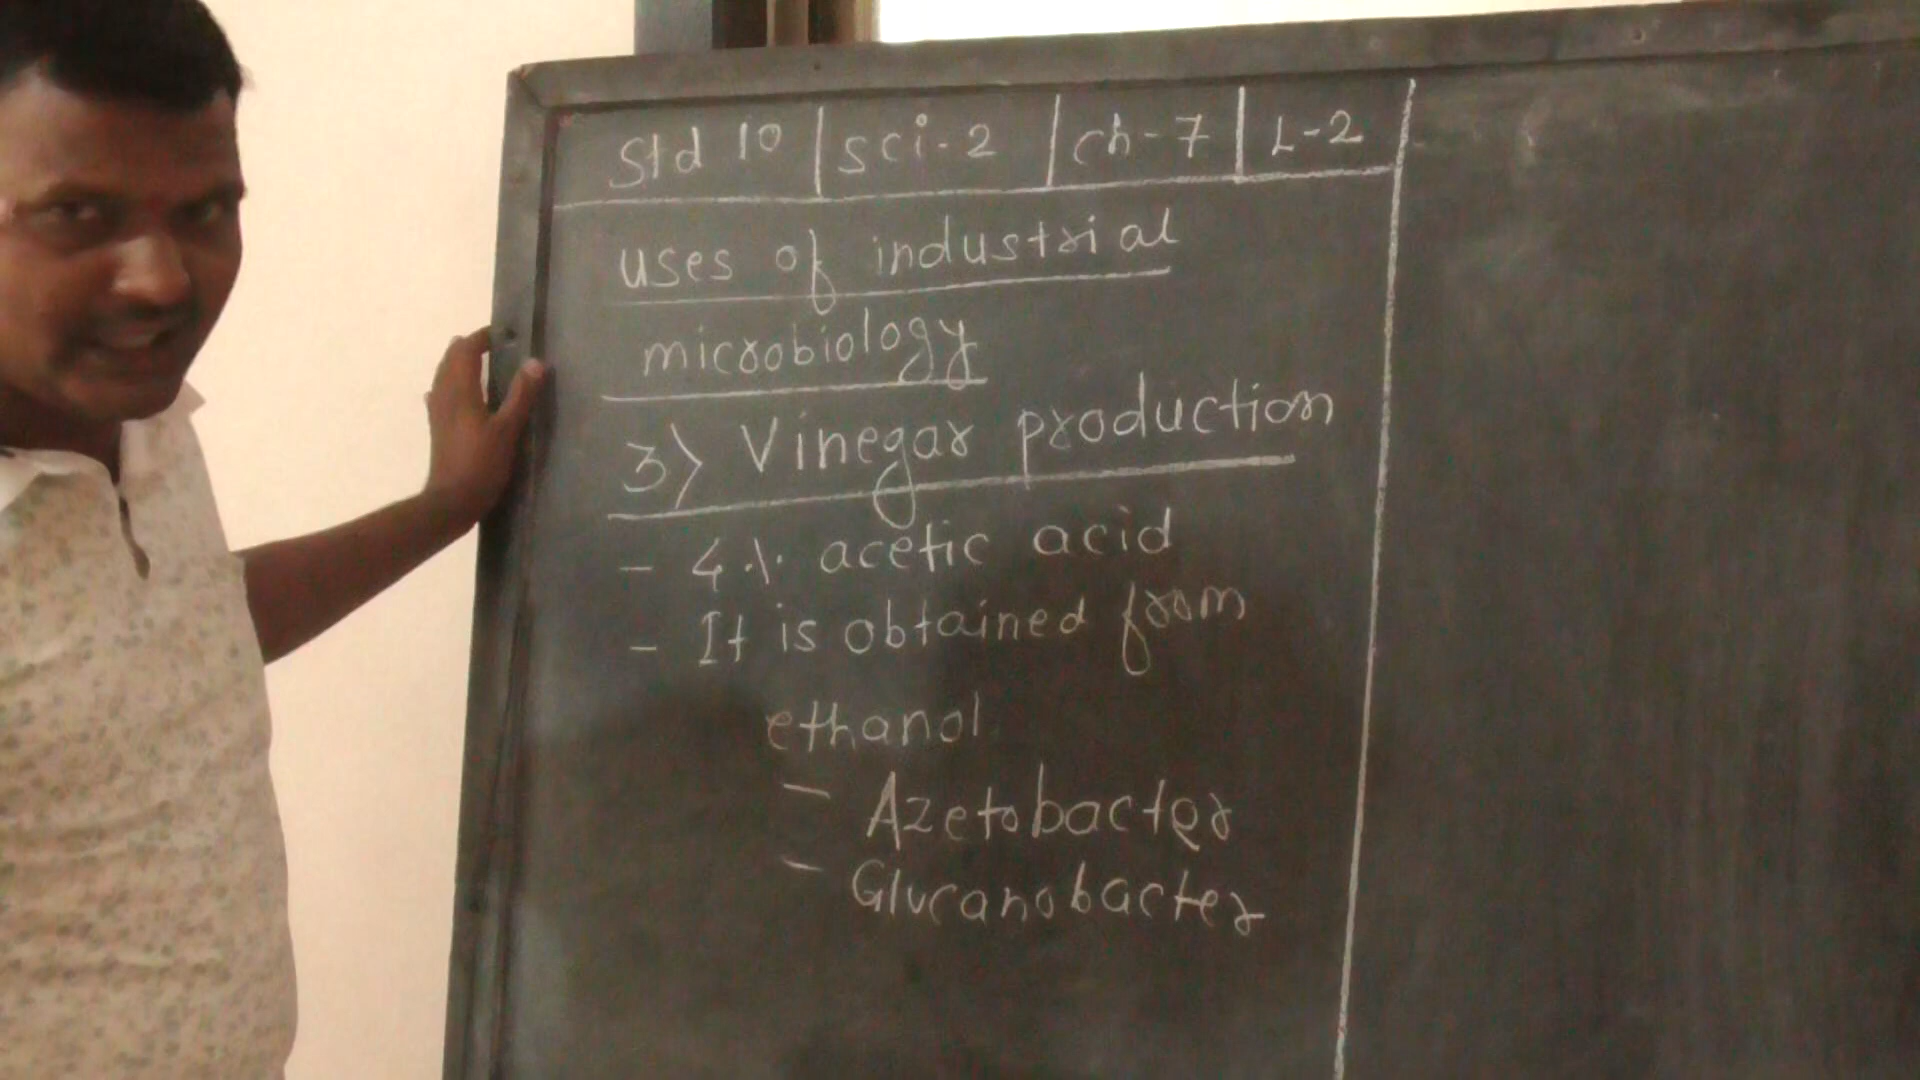 Std 10 | sci-2 | ch-7 | L-2
uses of industrial
microbiology
3) Vinegar production
- 4% acetic acid
- It is obtained from
ethanol
- Azetobacter
- Glucanobacter